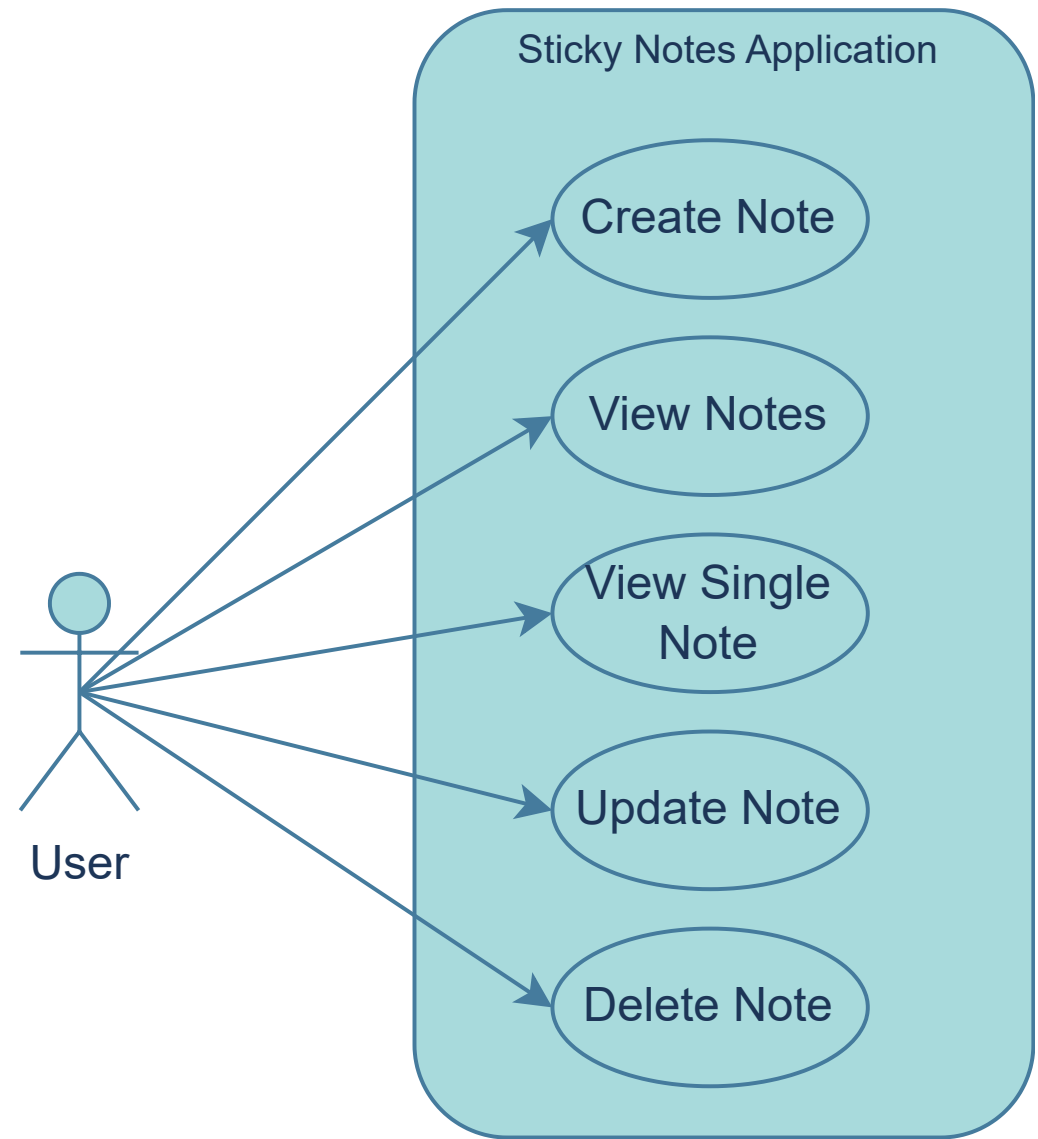 Sticky Notes Application
Create Note
View Notes
View Single
Note
Update Note
User
Delete Note